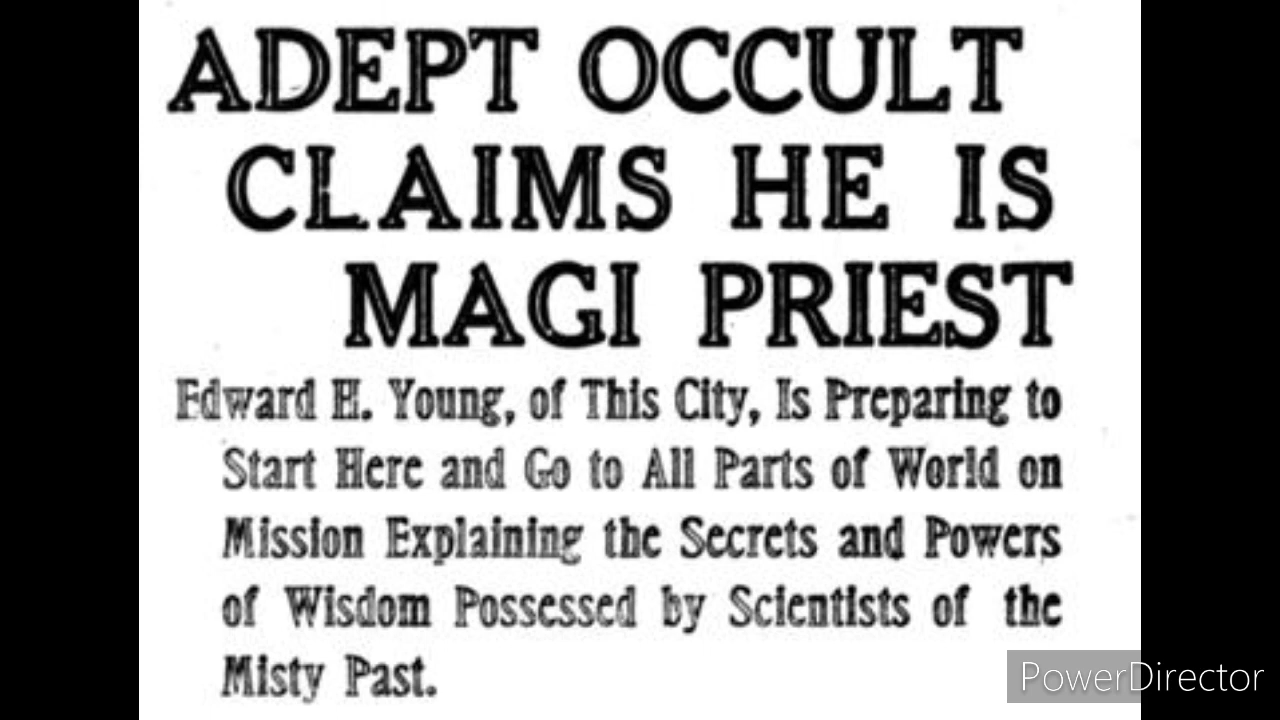 ADEPT OCCULT
CLAIMS HE IS
MAGI PRIEST
Edward H. Young, of This City, Is Preparing to
Start Here and Go to All Parts of World on
Mission Explaining the Secrets and Powers
of Wisdom Possessed by Scientists of the
Misty Past.
PowerDirector